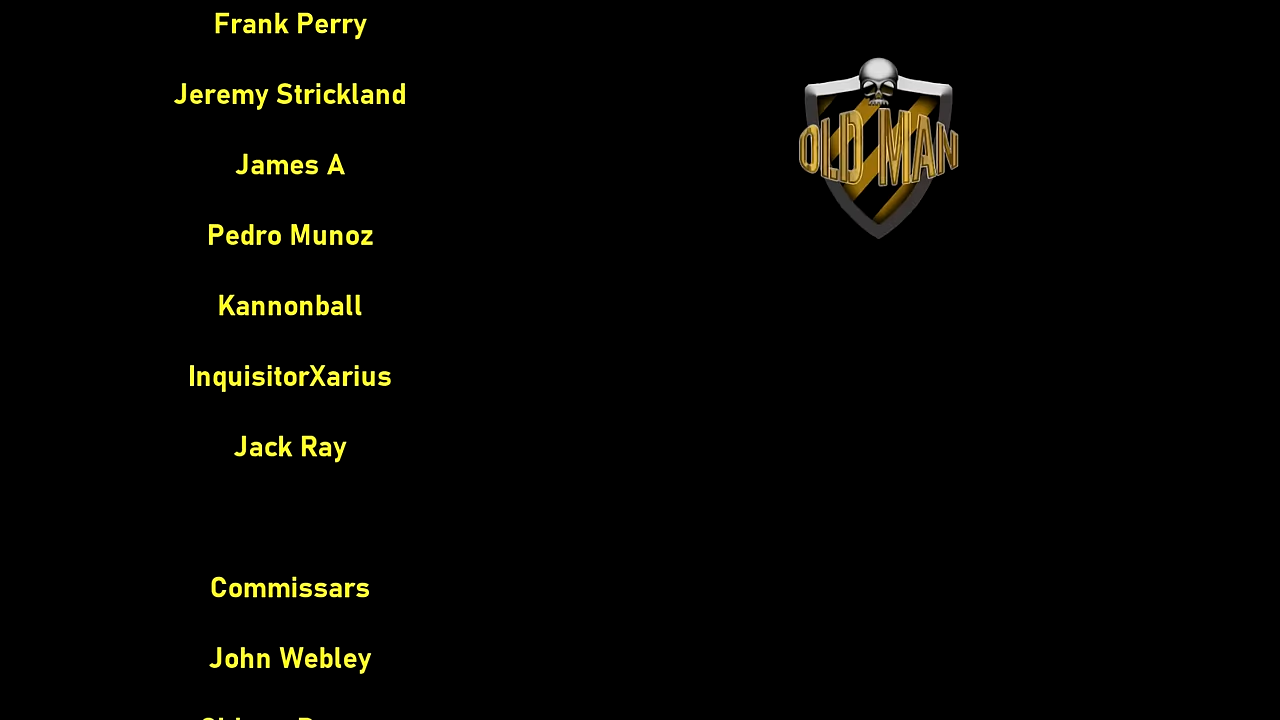 Frank Perry
Jeremy Strickland
James A
Pedro Munoz
Kannonball
InquisitorXarius
Jack Ray
Commissars
John Webley
OLD MAN